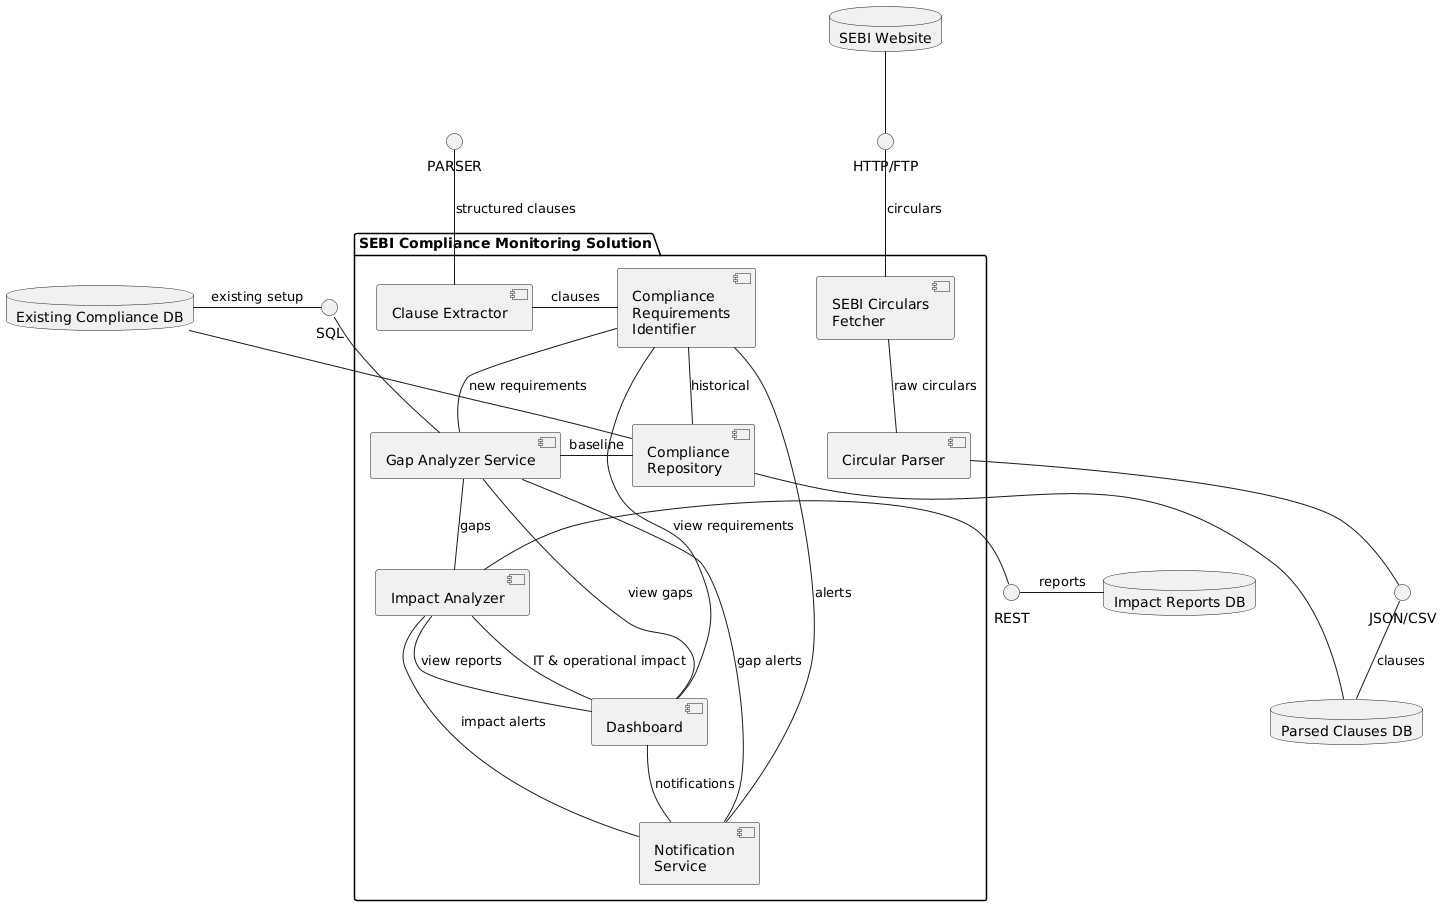 SEBI Website
PARSER
HTTP/FTP
structured clauses
circulars
SEBI Compliance Monitoring Solution
Existing Compliance DB
existing setup
SQL
Clause Extractor
clauses
Compliance
Requirements
Identifier
SEBI Circulars
Fetcher
new requirements
historical
raw circulars
Gap Analyzer Service
baseline
Compliance
Repository
Circular Parser
gaps
view requirements
Impact Analyzer
view gaps
alerts
REST
reports
Impact Reports DB
JSON/CSV
view reports
IT & operational impact
gap alerts
clauses
impact alerts
Dashboard
Parsed Clauses DB
notifications
Notification
Service